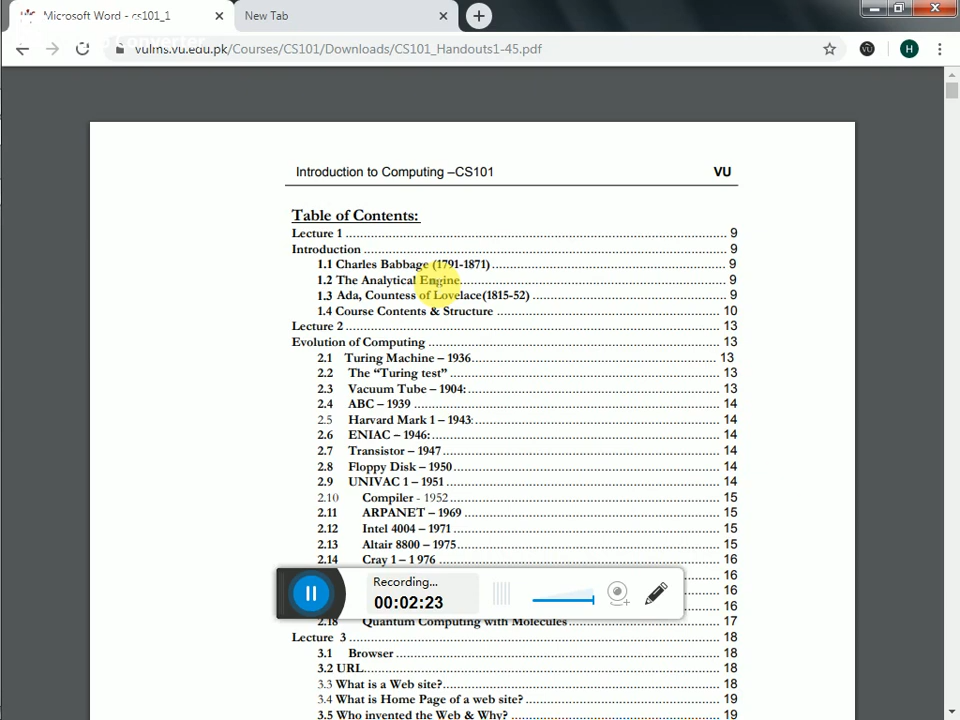 Microsoft Word - cs101_1
New Tab
vulms.vu.edu.pk/Courses/CS101/Downloads/CS101_Handouts1-45.pdf
VU
H
Introduction to Computing –CS101 VU
Table of Contents:
Lecture 1 ........ 9
Introduction ........ 9
1.1 Charles Babbage (1791-1871) ........ 9
1.2 The Analytical Engine ........ 9
1.3 Ada, Countess of Lovelace(1815-52) ........ 9
1.4 Course Contents & Structure ........ 10
Lecture 2 ........ 13
Evolution of Computing ........ 13
2.1 Turing Machine – 1936 ........ 13
2.2 The “Turing test” ........ 13
2.3 Vacuum Tube – 1904: ........ 13
2.4 ABC – 1939 ........ 14
2.5 Harvard Mark 1 – 1943: ........ 14
2.6 ENIAC – 1946: ........ 14
2.7 Transistor – 1947 ........ 14
2.8 Floppy Disk – 1950 ........ 14
2.9 UNIVAC 1 – 1951 ........ 14
2.10 Compiler - 1952 ........ 15
2.11 ARPANET – 1969 ........ 15
2.12 Intel 4004 – 1971 ........ 15
2.13 Altair 8800 – 1975 ........ 15
2.14 Cray 1 – 1 976 ........ 16
16
16
16
Recording...
00:02:23
2.18 Quantum Computing with Molecules ........ 17
Lecture 3 ........ 18
3.1 Browser ........ 18
3.2 URL ........ 18
3.3 What is a Web site? ........ 18
3.4 What is Home Page of a web site? ........ 19
3.5 Who invented the Web & Why? ........ 19